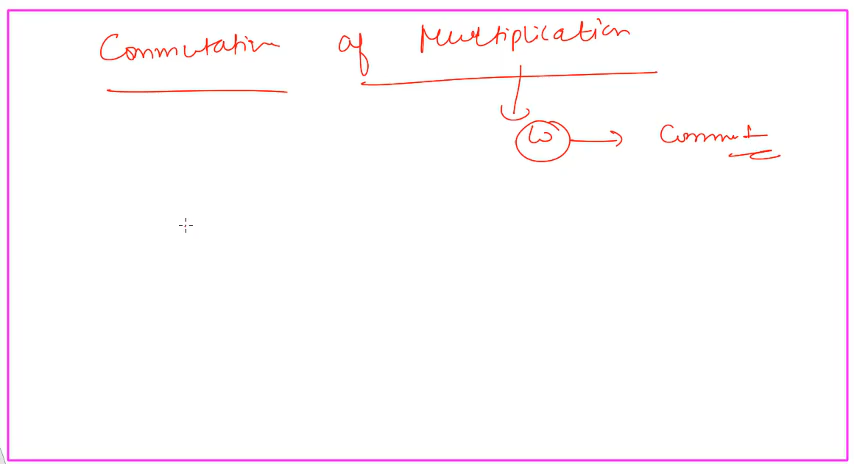 Commutation of Multiplication
ω → Commut